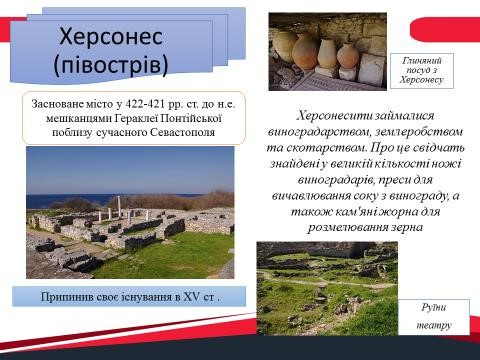 Херсонес
(півострів)
Засноване місто у 422-421 рр. ст. до н.е.
мешканцями Гераклеї Понтійської
поблизу сучасного Севастополя
Припинив своє існування в XV ст .
Глиняний
посуд з
Херсонесу
Херсонесити займалися
виноградарством, землеробством
та скотарством. Про це свідчать
знайдені у великій кількості ножі
виноградарів, преси для
вичавлювання соку з винограду, а
також кам'яні жорна для
розмелювання зерна
Руїни
театру